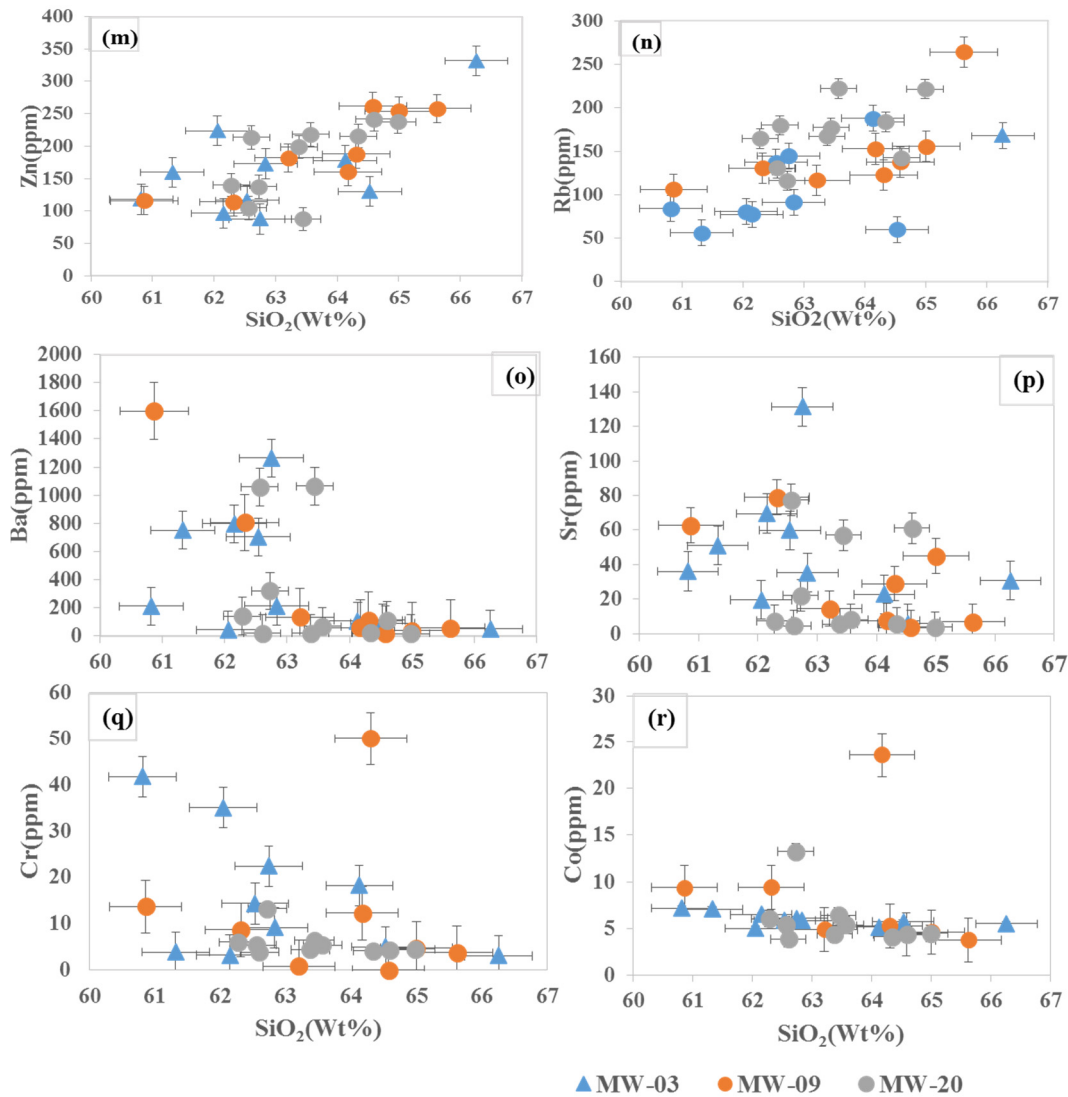 (m)
Zn(ppm)
400
350
300
250
200
150
100
50
0
60 61 62 63 64 65 66 67
SiO₂(Wt%)
(n)
Rb(ppm)
300
250
200
150
100
50
0
60 61 62 63 64 65 66 67
SiO2(Wt%)
(o)
Ba(ppm)
2000
1800
1600
1400
1200
1000
800
600
400
200
0
60 61 62 63 64 65 66 67
(p)
Sr(ppm)
160
140
120
100
80
60
40
20
0
60 61 62 63 64 65 66 67
(q)
Cr(ppm)
60
50
40
30
20
10
0
60 61 62 63 64 65 66 67
SiO₂(Wt%)
(r)
Co(ppm)
30
25
20
15
10
5
0
60 61 62 63 64 65 66 67
SiO₂(Wt%)
MW-03 MW-09 MW-20